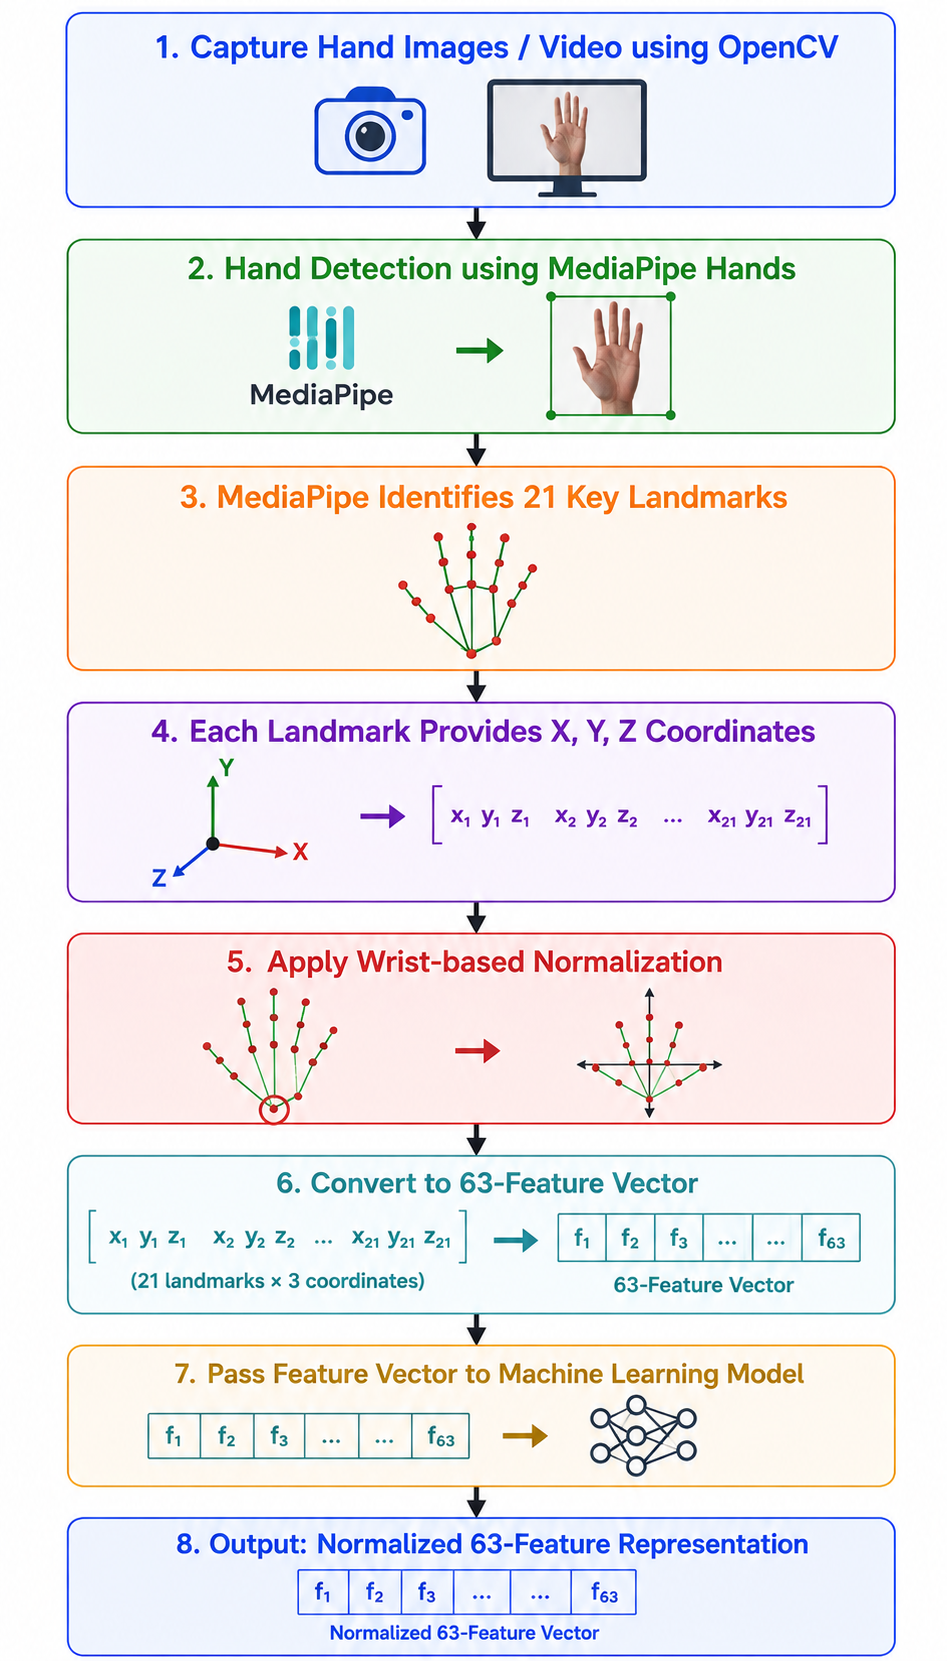 1. Capture Hand Images / Video using OpenCV
2. Hand Detection using MediaPipe Hands
MediaPipe
3. MediaPipe Identifies 21 Key Landmarks
4. Each Landmark Provides X, Y, Z Coordinates
Y
X
Z
[ x₁ y₁ z₁ x₂ y₂ z₂ ... x₂₁ y₂₁ z₂₁ ]
5. Apply Wrist-based Normalization
6. Convert to 63-Feature Vector
[ x₁ y₁ z₁ x₂ y₂ z₂ ... x₂₁ y₂₁ z₂₁ ]
(21 landmarks × 3 coordinates)
f₁ f₂ f₃ ... ... f₆₃
63-Feature Vector
7. Pass Feature Vector to Machine Learning Model
f₁ f₂ f₃ ... ... f₆₃
8. Output: Normalized 63-Feature Representation
f₁ f₂ f₃ ... ... f₆₃
Normalized 63-Feature Vector